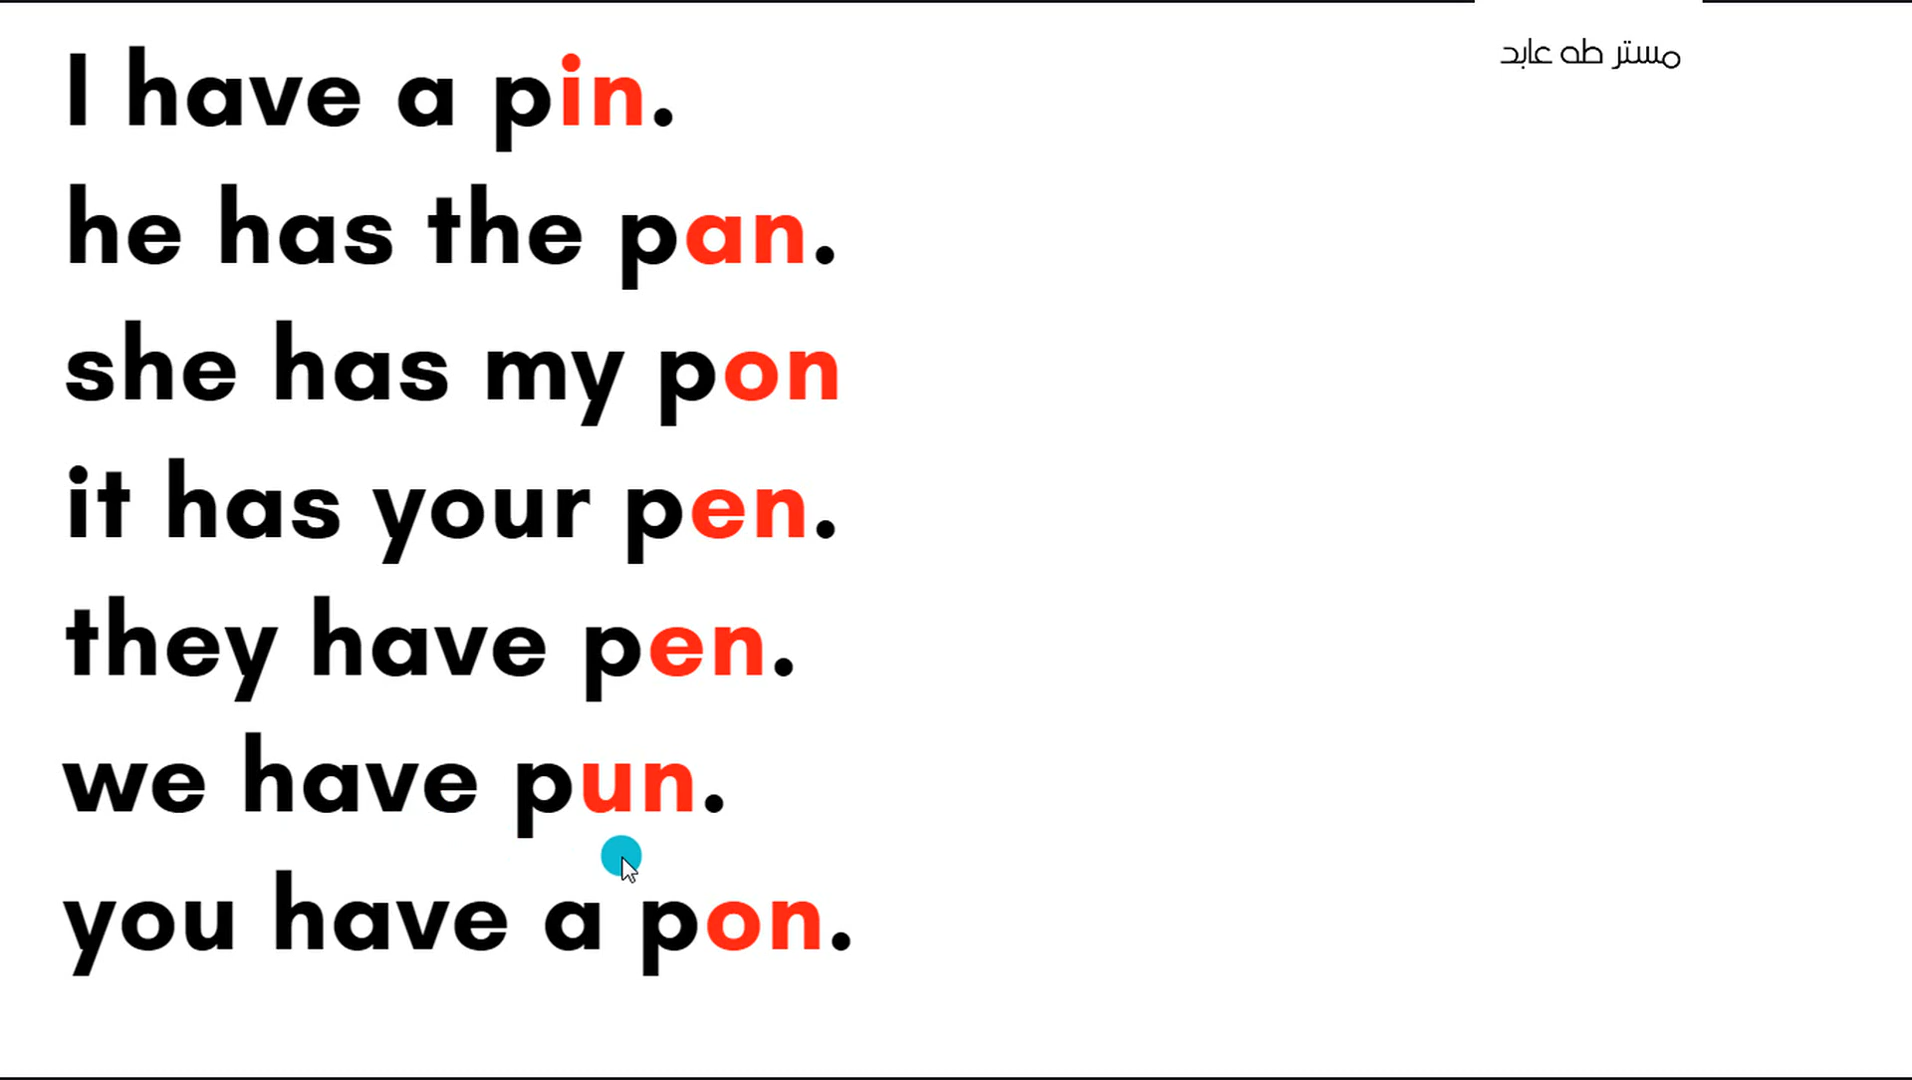 مستر طه عابد
I have a pin.
he has the pan.
she has my pon
it has your pen.
they have pen.
we have pun.
you have a pon.